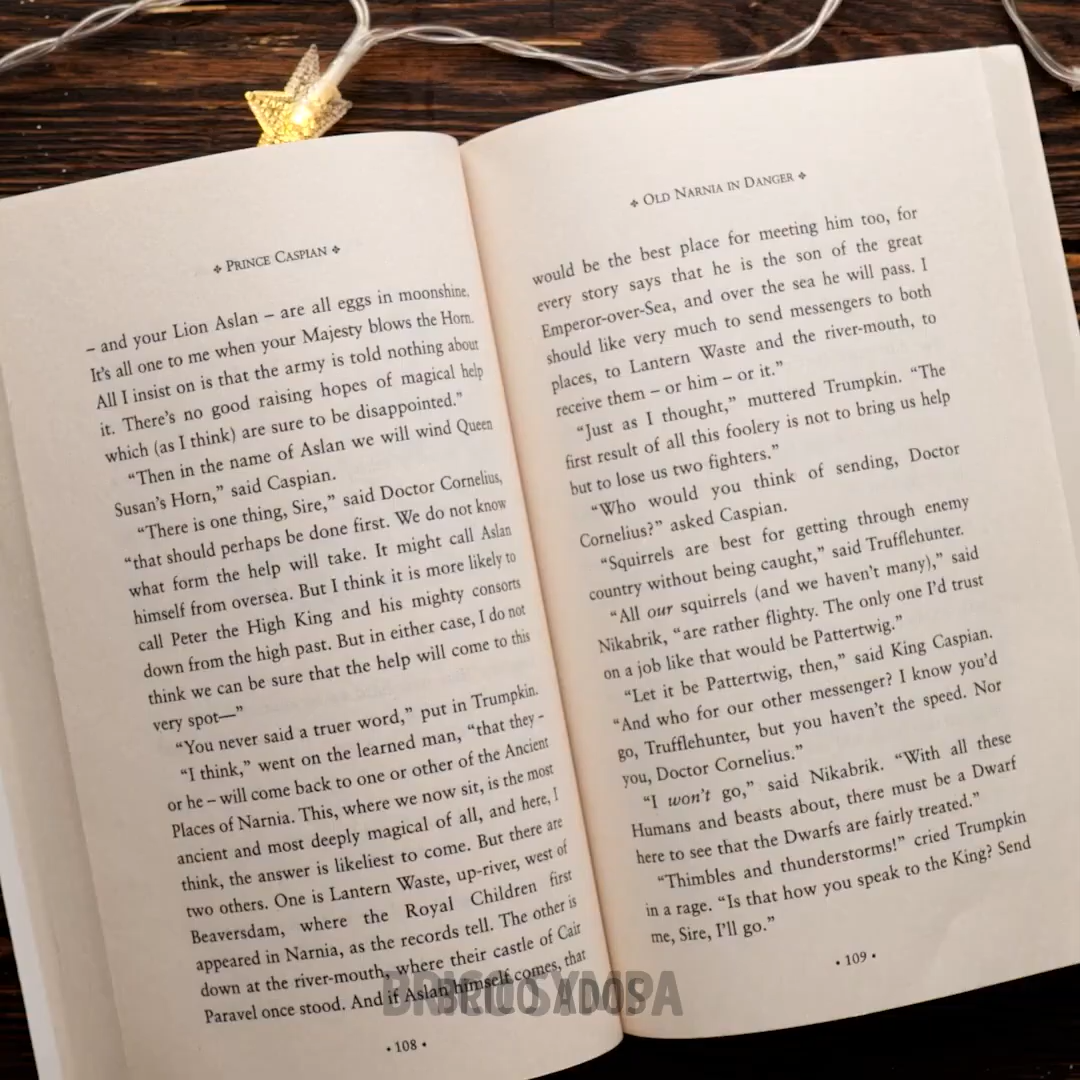 ❖ PRINCE CASPIAN ❖
– and your Lion Aslan – are all eggs in moonshine.
It's all one to me when your Majesty blows the Horn.
All I insist on is that the army is told nothing about
it. There's no good raising hopes of magical help
which (as I think) are sure to be disappointed.”
“Then in the name of Aslan we will wind Queen
Susan's Horn,” said Caspian.
“There is one thing, Sire,” said Doctor Cornelius,
“that should perhaps be done first. We do not know
what form the help will take. It might call Aslan
himself from oversea. But I think it is more likely to
call Peter the High King and his mighty consorts
down from the high past. But in either case, I do not
think we can be sure that the help will come to this
very spot—”
“You never said a truer word,” put in Trumpkin.
“I think,” went on the learned man, “that they –
or he – will come back to one or other of the Ancient
Places of Narnia. This, where we now sit, is the most
ancient and most deeply magical of all, and here, I
think, the answer is likeliest to come. But there are
two others. One is Lantern Waste, up-river, west of
Beaversdam, where the Royal Children first
appeared in Narnia, as the records tell. The other is
down at the river-mouth, where their castle of Cair
Paravel once stood. And if Aslan himself comes, that
• 108 •
❖ OLD NARNIA IN DANGER ❖
would be the best place for meeting him too, for
every story says that he is the son of the great
Emperor-over-Sea, and over the sea he will pass. I
should like very much to send messengers to both
places, to Lantern Waste and the river-mouth, to
receive them – or him – or it.”
“Just as I thought,” muttered Trumpkin. “The
first result of all this foolery is not to bring us help
but to lose us two fighters.”
“Who would you think of sending, Doctor
Cornelius?” asked Caspian.
“Squirrels are best for getting through enemy
country without being caught,” said Trufflehunter.
“All our squirrels (and we haven't many),” said
Nikabrik, “are rather flighty. The only one I'd trust
on a job like that would be Pattertwig.”
“Let it be Pattertwig, then,” said King Caspian.
“And who for our other messenger? I know you'd
go, Trufflehunter, but you haven't the speed. Nor
you, Doctor Cornelius.”
“I won't go,” said Nikabrik. “With all these
Humans and beasts about, there must be a Dwarf
here to see that the Dwarfs are fairly treated.”
“Thimbles and thunderstorms!” cried Trumpkin
in a rage. “Is that how you speak to the King? Send
me, Sire, I'll go.”
• 109 •